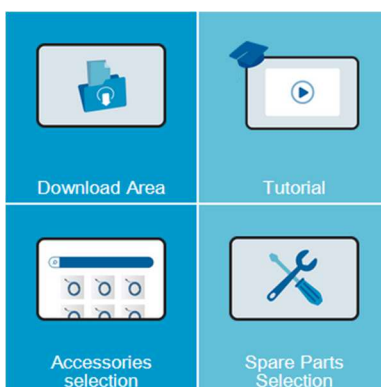 Download Area
Tutorial
Accessories
selection
Spare Parts
Selection